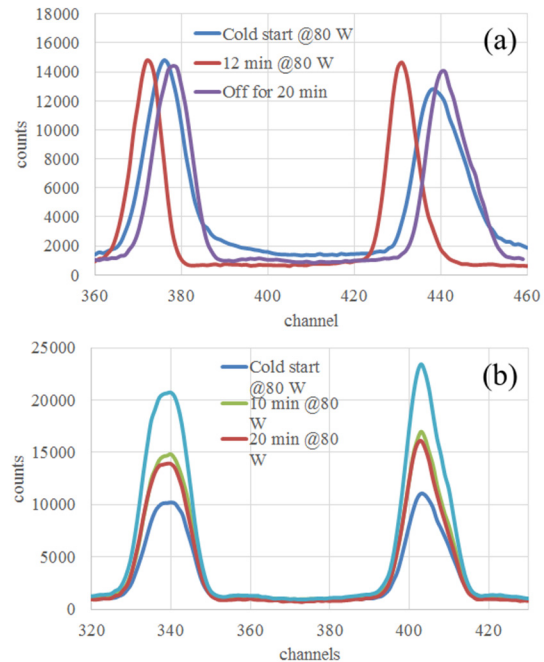 18000
16000
14000
12000
10000
8000
6000
4000
2000
0
counts
Cold start @80 W
12 min @80 W
Off for 20 min
(a)
360
380
400
420
440
460
channel
25000
20000
15000
10000
5000
0
counts
Cold start
@80 W
10 min @80
W
20 min @80
W
(b)
320
340
360
380
400
420
channels